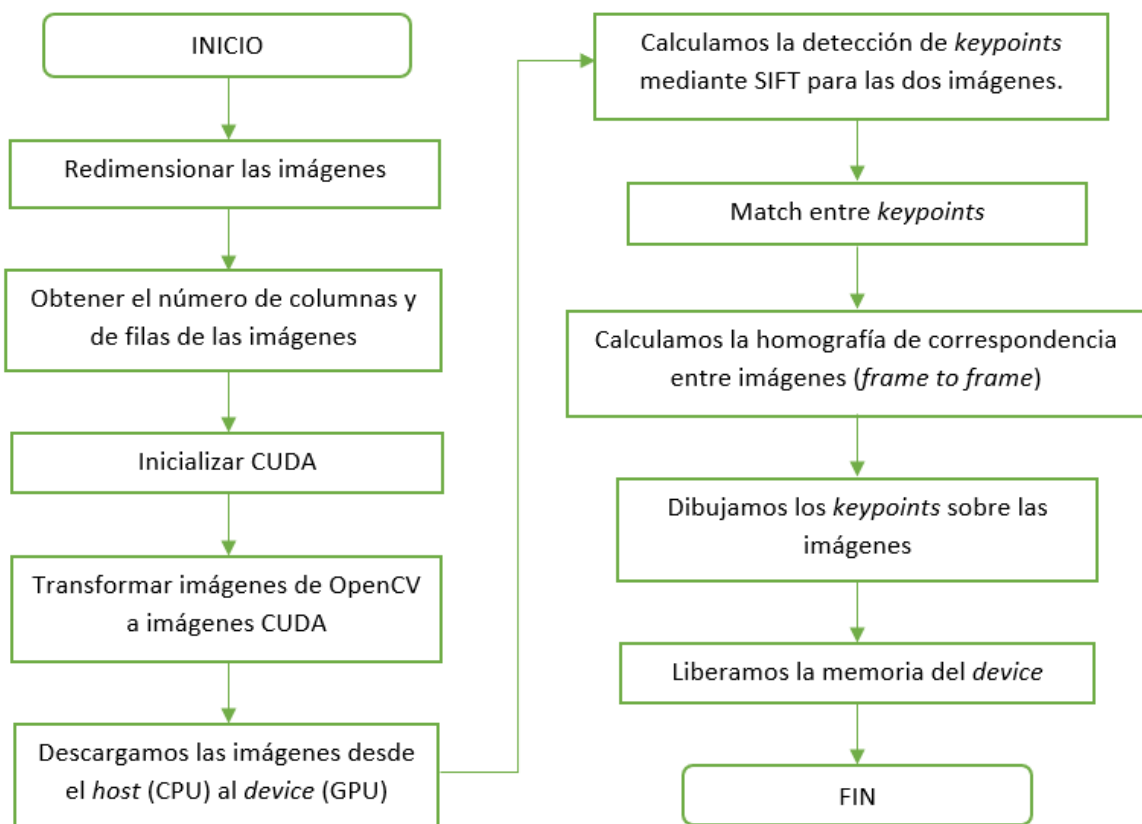 INICIO
Redimensionar las imágenes
Obtener el número de columnas y
de filas de las imágenes
Inicializar CUDA
Transformar imágenes de OpenCV
a imágenes CUDA
Descargamos las imágenes desde
el host (CPU) al device (GPU)
Calculamos la detección de keypoints
mediante SIFT para las dos imágenes.
Match entre keypoints
Calculamos la homografía de correspondencia
entre imágenes (frame to frame)
Dibujamos los keypoints sobre las
imágenes
Liberamos la memoria del device
FIN